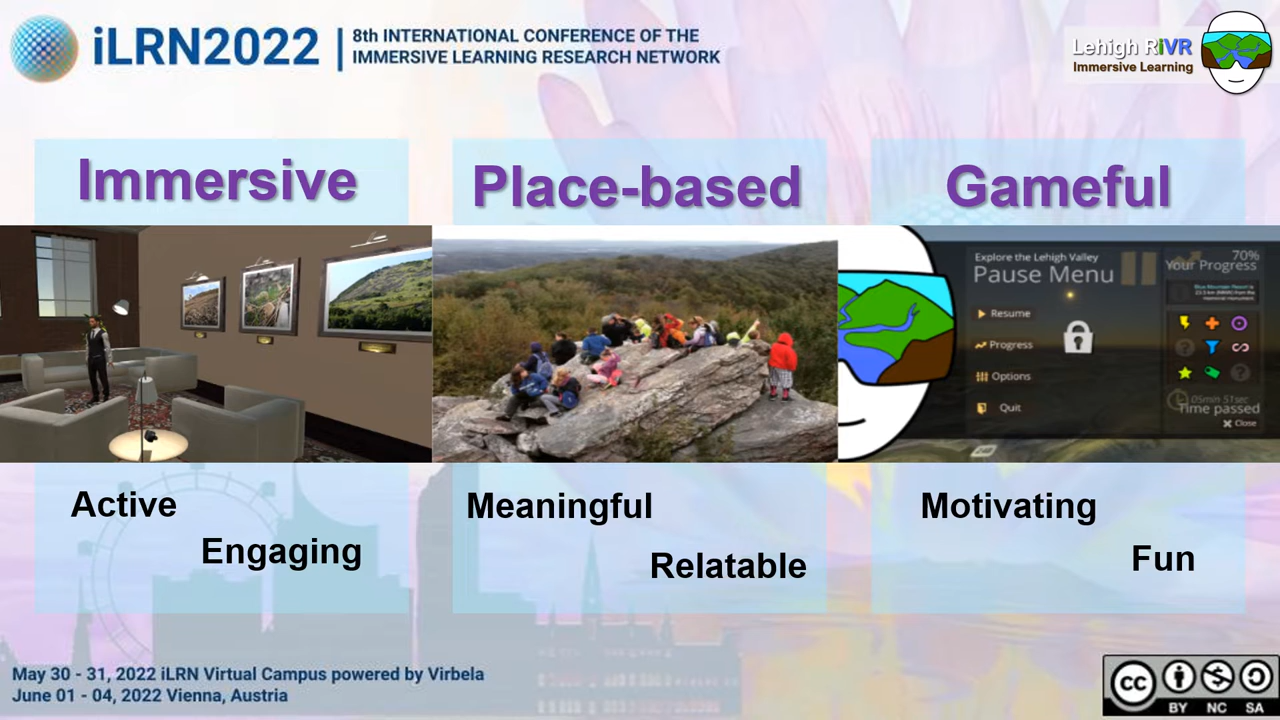 iLRN2022
8th INTERNATIONAL CONFERENCE OF THE
IMMERSIVE LEARNING RESEARCH NETWORK
Lehigh RiVR
Immersive Learning
Immersive
Place-based
Gameful
Explore the Lehigh Valley
Pause Menu
Resume
Progress
Options
Quit
70%
Your Progress
05min 51sec
Time passed
Close
Active
Engaging
Meaningful
Relatable
Motivating
Fun
May 30 - 31, 2022 iLRN Virtual Campus powered by Virbela
June 01 - 04, 2022 Vienna, Austria
CC
BY NC SA